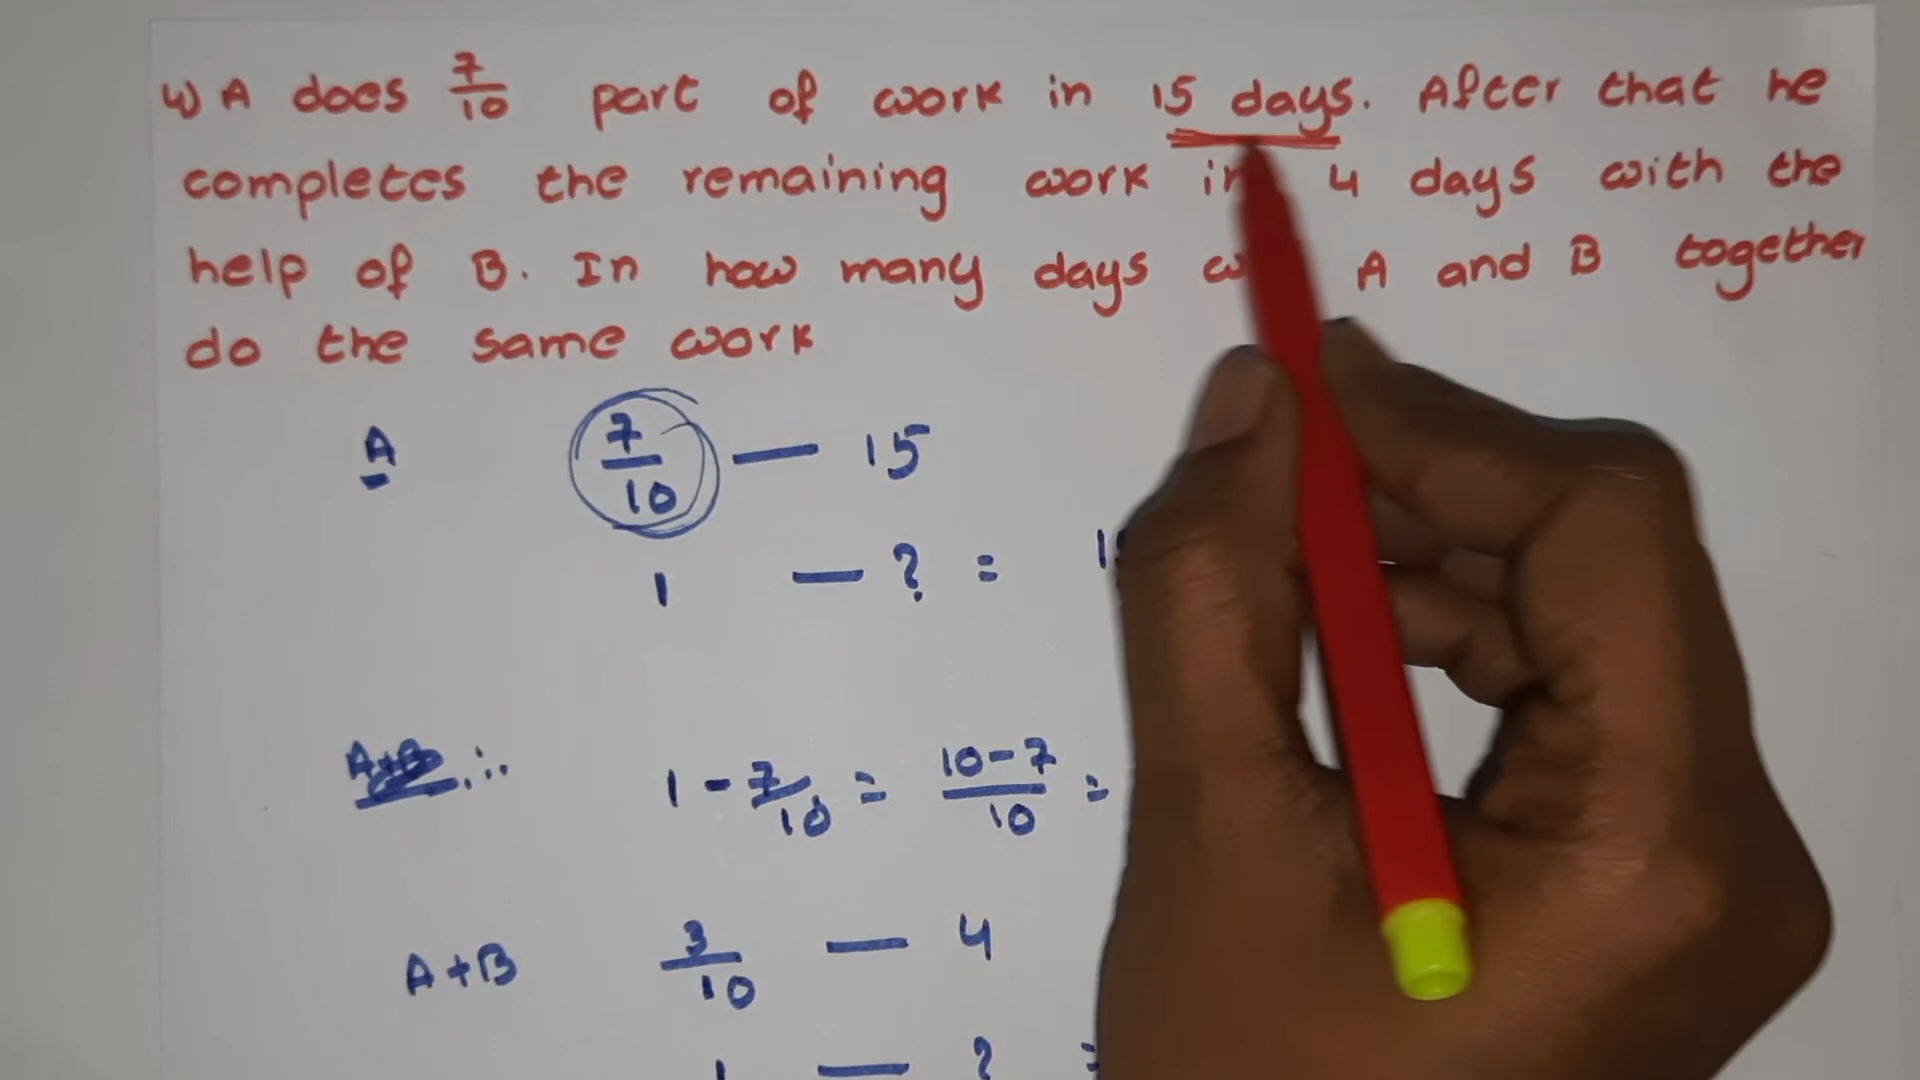 4) A does 7/10 part of work in 15 days. After that he
completes the remaining work in 4 days with the
help of B. In how many days A and B together
do the same work
A 7/10 — 15
1 — ? =
A+B ∴ 1 - 7/10 = 10-7/10 =
A+B 3/10 — 4
1 — ? =